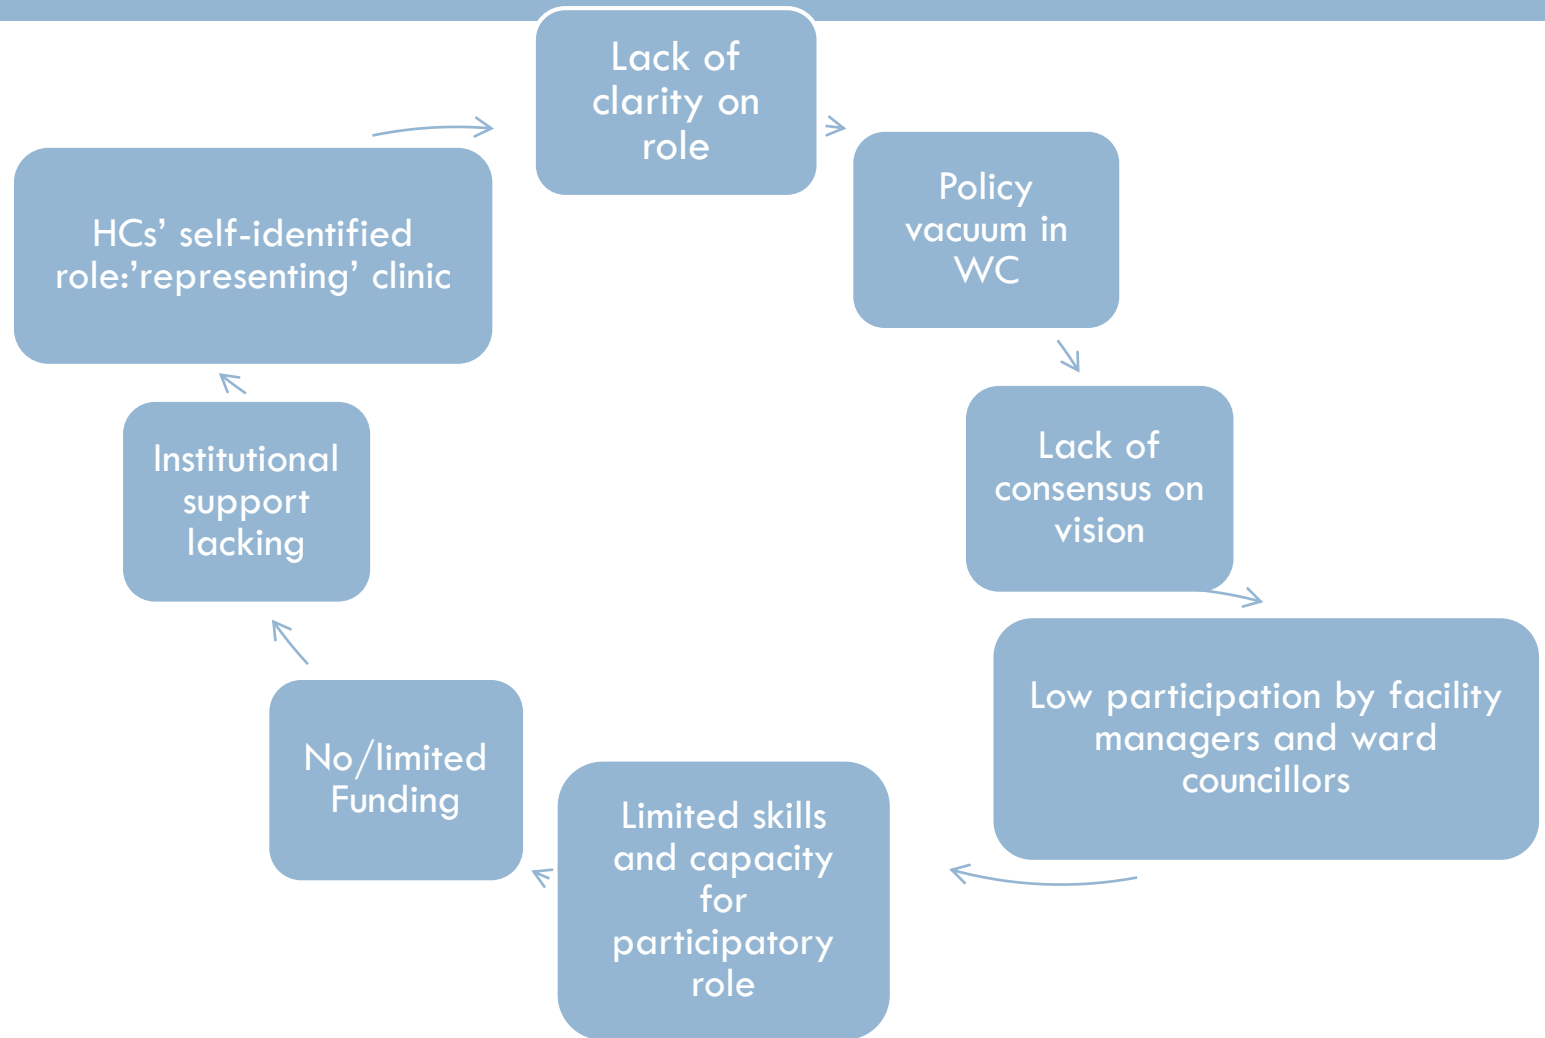 Lack of
clarity on
role
Policy
vacuum in
WC
Lack of
consensus on
vision
Low participation by facility
managers and ward
councillors
Limited skills
and capacity
for
participatory
role
No/limited
Funding
Institutional
support
lacking
HCs’ self-identified
role:’representing’ clinic